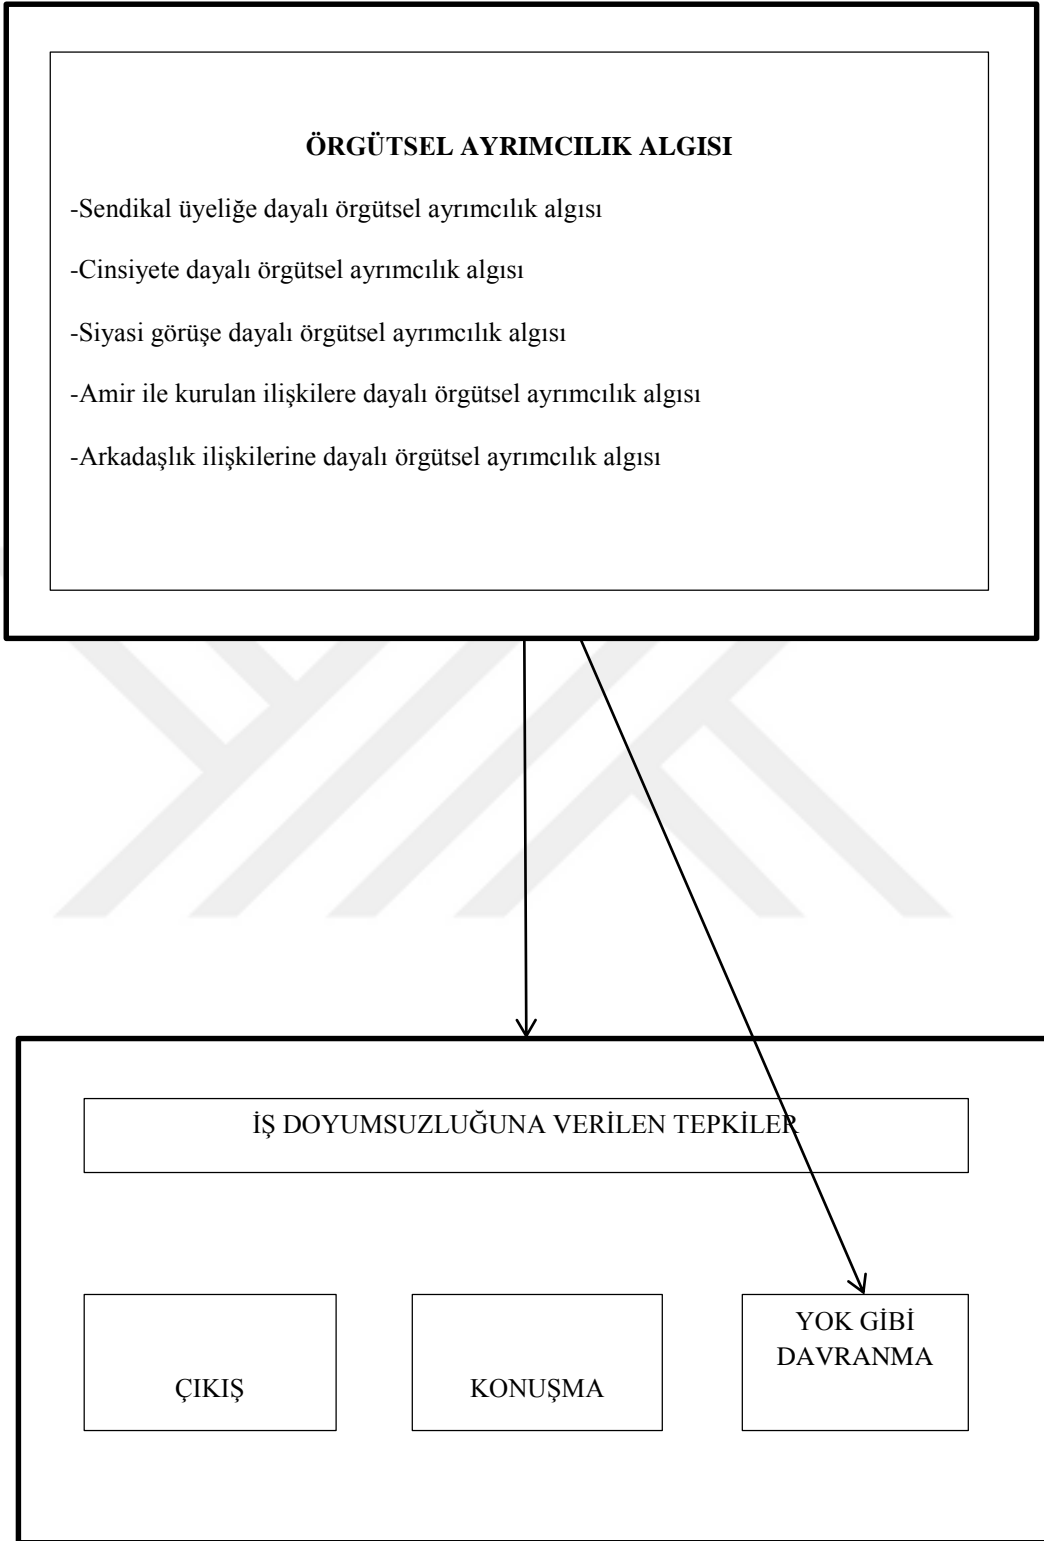 ÖRGÜTSEL AYRIMCILIK ALGISI
-Sendikal üyeliğe dayalı örgütsel ayrımcılık algısı
-Cinsiyete dayalı örgütsel ayrımcılık algısı
-Siyasi görüşe dayalı örgütsel ayrımcılık algısı
-Amir ile kurulan ilişkilere dayalı örgütsel ayrımcılık algısı
-Arkadaşlık ilişkilerine dayalı örgütsel ayrımcılık algısı
İŞ DOYUMSUZLUĞUNA VERİLEN TEPKİLER
ÇIKIŞ
KONUŞMA
YOK GİBİ
DAVRANMA